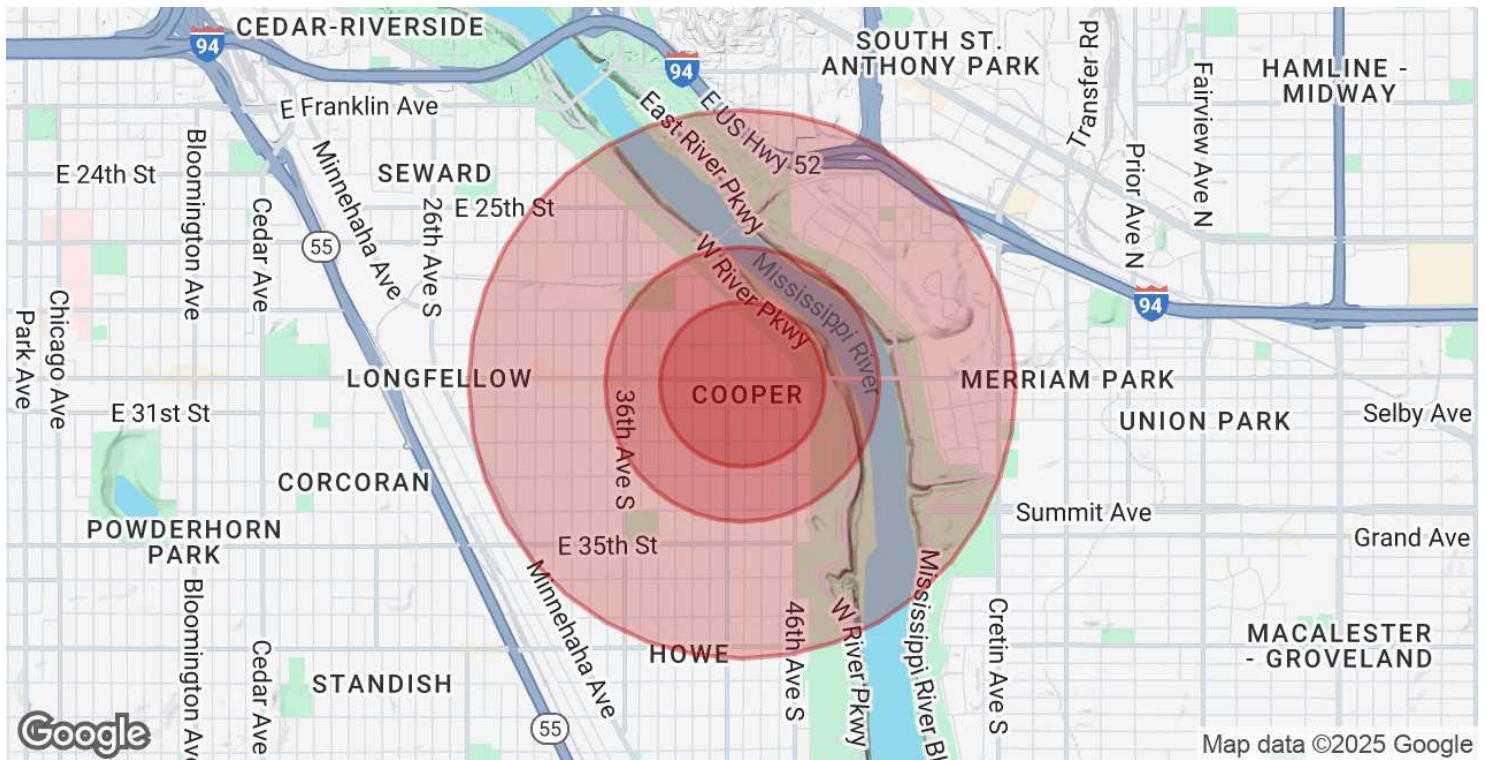 CEDAR-RIVERSIDE
94
94
SOUTH ST.
ANTHONY PARK
Transfer Rd
HAMLINE -
MIDWAY
Fairview Ave N
E Franklin Ave
East River Pkwy
E US Hwy 52
Bloomington Ave
Minnehaha Ave
E 24th St
SEWARD
Prior Ave N
E 25th St
26th Ave S
Cedar Ave
55
W River Pkwy
Mississippi River
94
Chicago Ave
Park Ave
LONGFELLOW
COOPER
MERRIAM PARK
36th Ave S
E 31st St
UNION PARK
Selby Ave
CORCORAN
POWDERHORN
PARK
Summit Ave
Grand Ave
E 35th St
Minnehaha Ave
Mississippi River Bl
Bloomington Ave
46th Ave S
W River Pkwy
Cretin Ave S
HOWE
MACALESTER
- GROVELAND
Cedar Ave
STANDISH
55
Google
Map data ©2025 Google